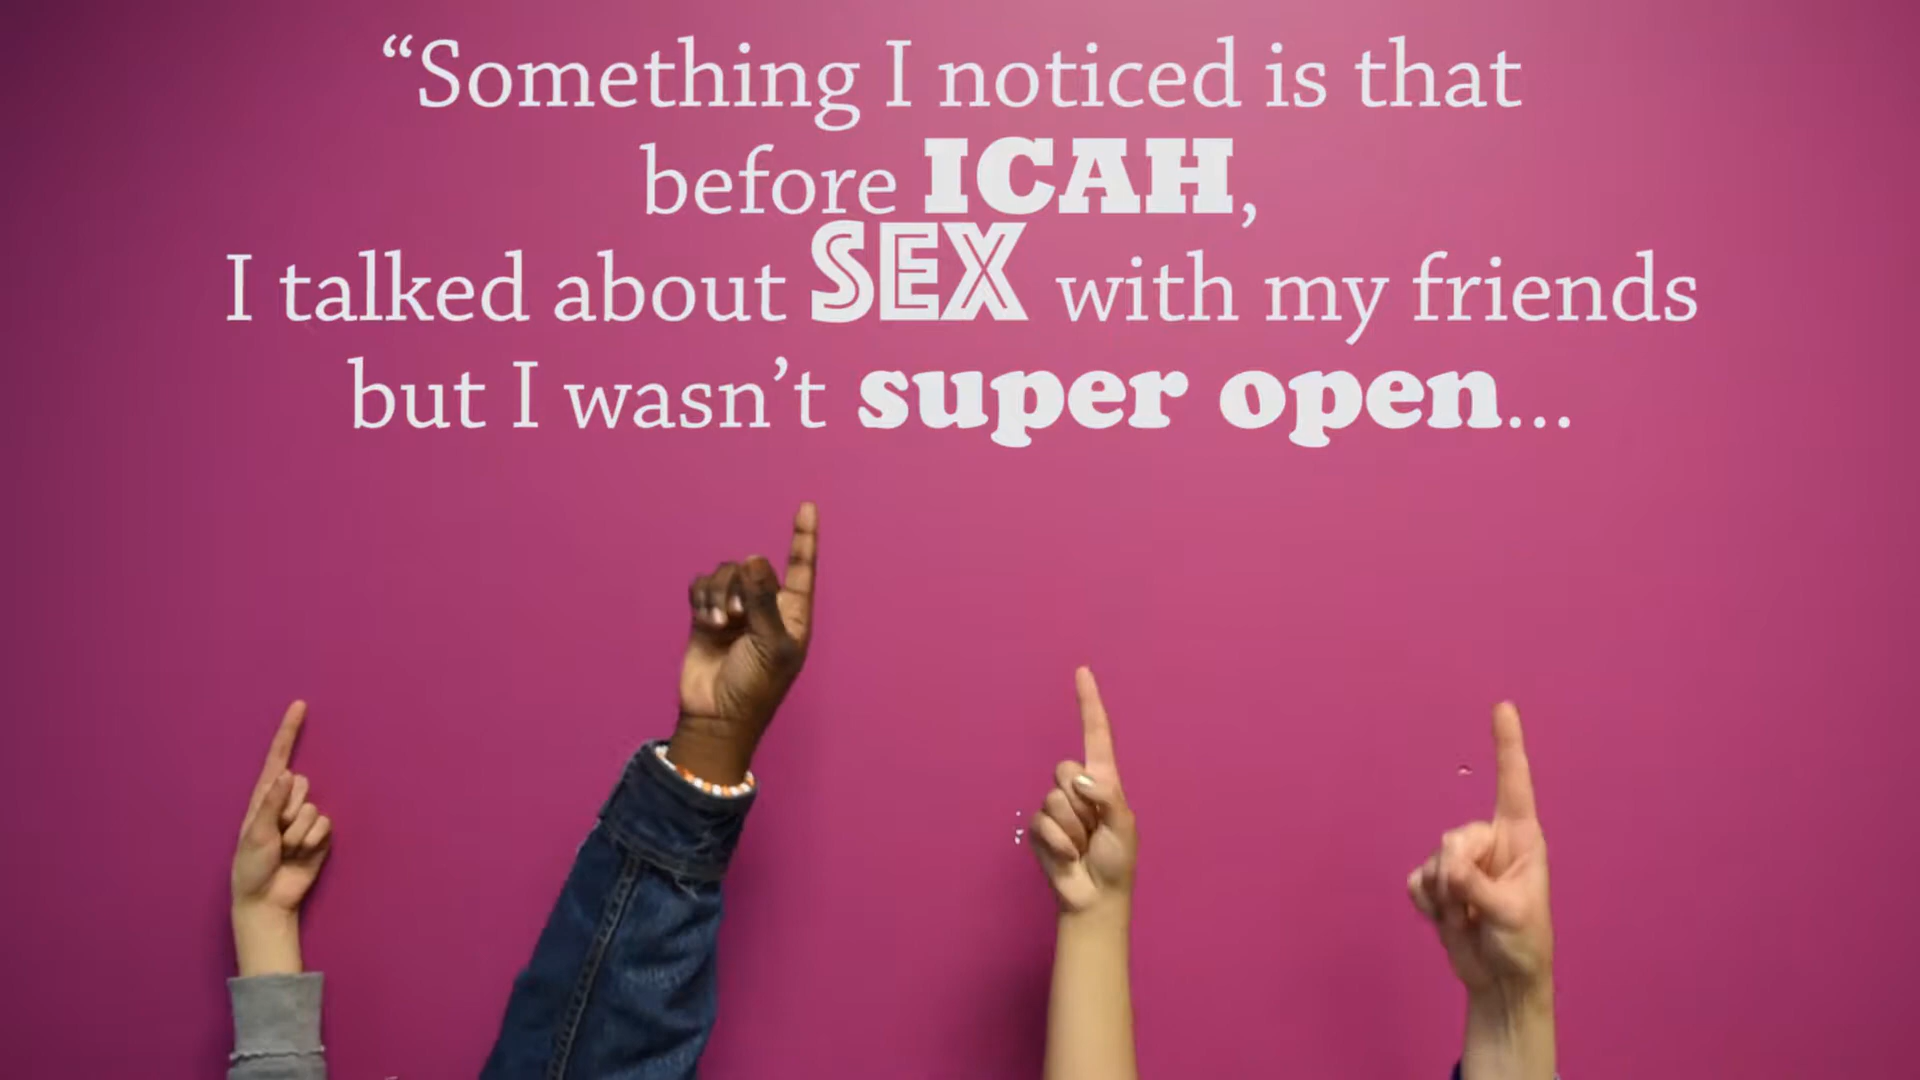 “Something I noticed is that
before ICAH,
I talked about SEX with my friends
but I wasn’t super open...